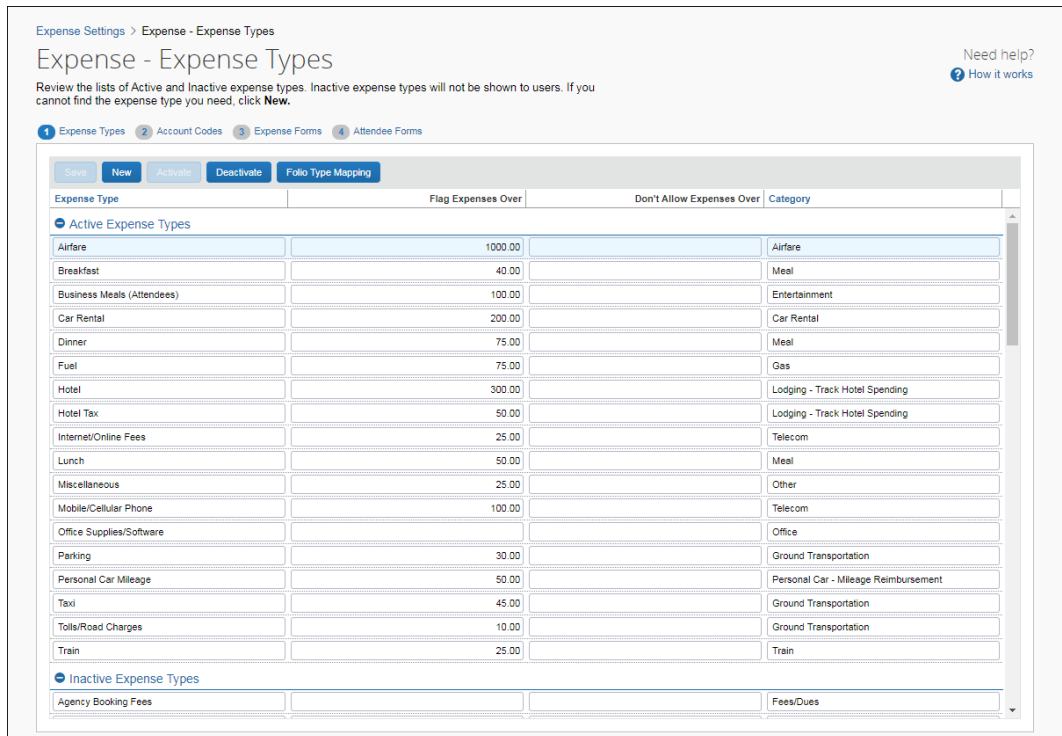 Expense Settings > Expense - Expense Types
Expense - Expense Types
Need help?
? How it works
Review the lists of Active and Inactive expense types. Inactive expense types will not be shown to users. If you
cannot find the expense type you need, click New.
1 Expense Types 2 Account Codes 3 Expense Forms 4 Attendee Forms
Save New Activate Deactivate Folio Type Mapping
Expense Type Flag Expenses Over Don't Allow Expenses Over Category
Active Expense Types
Airfare 1000.00 Airfare
Breakfast 40.00 Meal
Business Meals (Attendees) 100.00 Entertainment
Car Rental 200.00 Car Rental
Dinner 75.00 Meal
Fuel 75.00 Gas
Hotel 300.00 Lodging - Track Hotel Spending
Hotel Tax 50.00 Lodging - Track Hotel Spending
Internet/Online Fees 25.00 Telecom
Lunch 50.00 Meal
Miscellaneous 25.00 Other
Mobile/Cellular Phone 100.00 Telecom
Office Supplies/Software Office
Parking 30.00 Ground Transportation
Personal Car Mileage 50.00 Personal Car - Mileage Reimbursement
Taxi 45.00 Ground Transportation
Tolls/Road Charges 10.00 Ground Transportation
Train 25.00 Train
Inactive Expense Types
Agency Booking Fees Fees/Dues